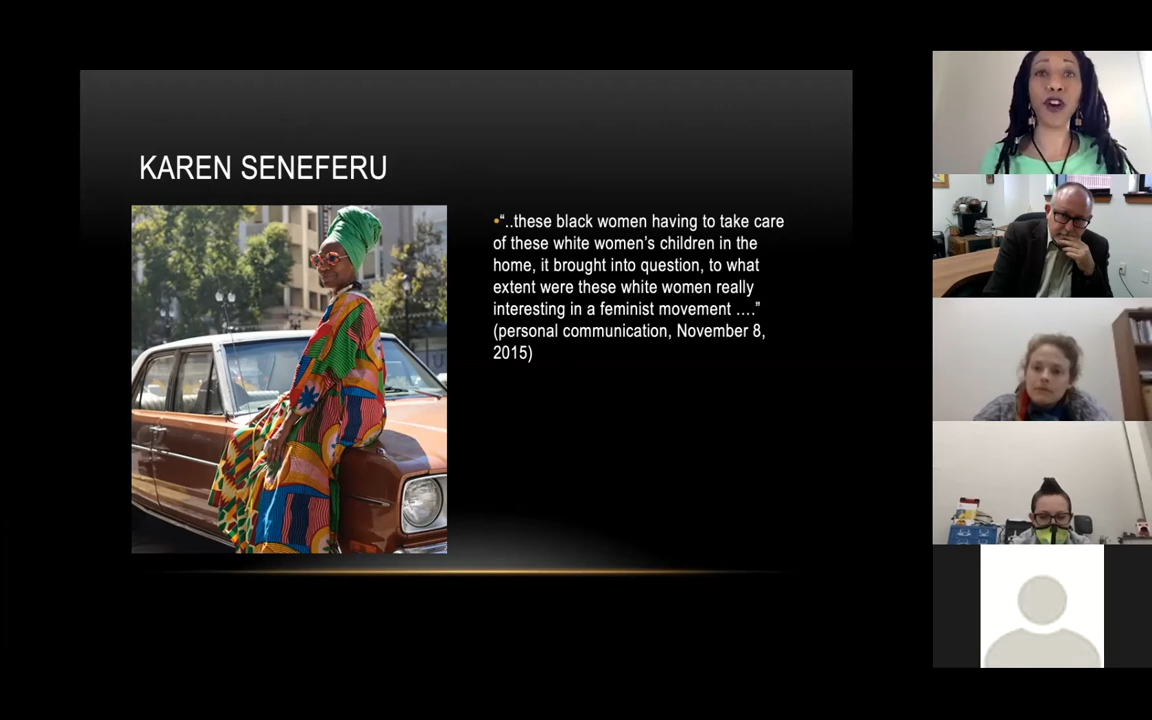 KAREN SENEFERU
•“..these black women having to take care
of these white women’s children in the
home, it brought into question, to what
extent were these white women really
interesting in a feminist movement ….”
(personal communication, November 8,
2015)